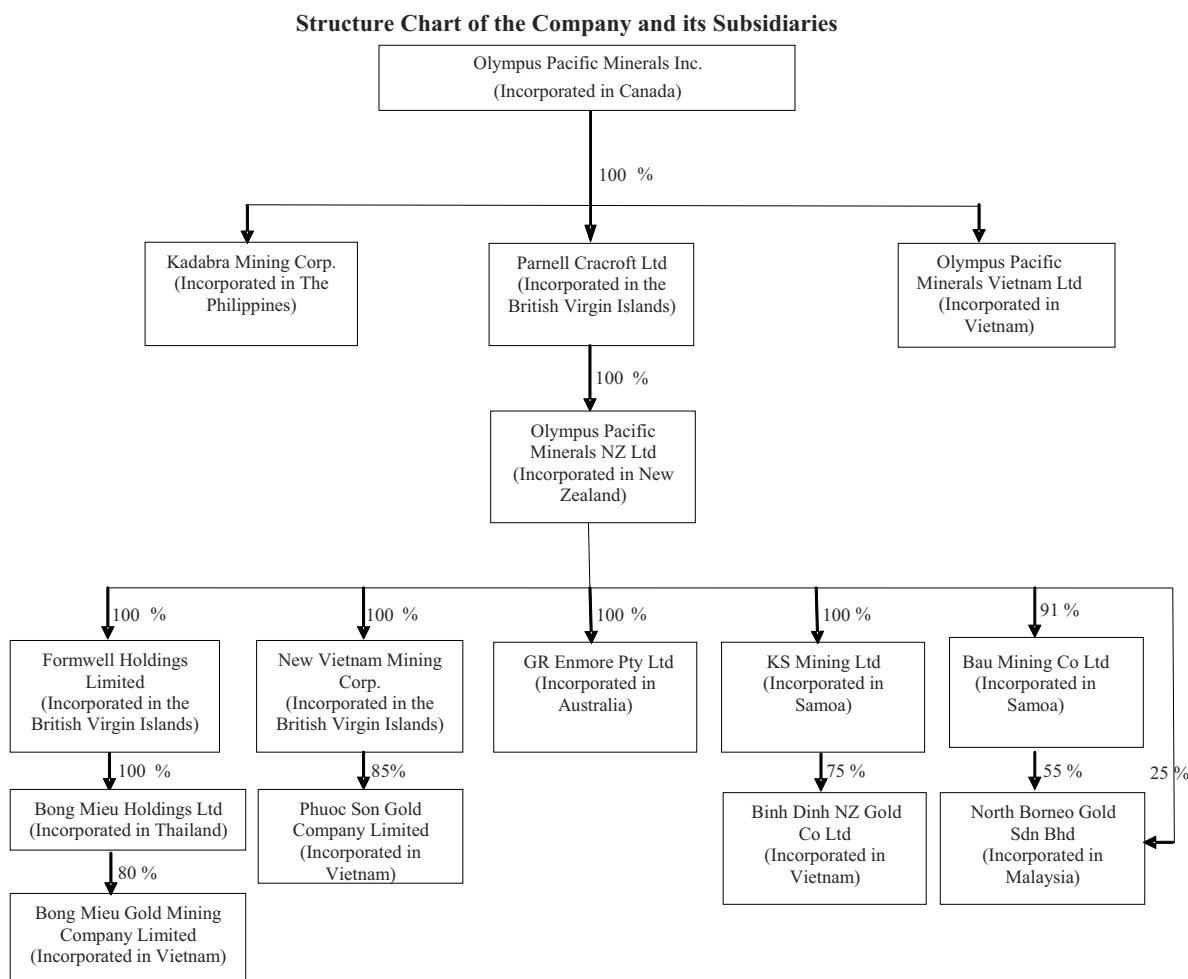 Structure Chart of the Company and its Subsidiaries
Olympus Pacific Minerals Inc.
(Incorporated in Canada)
100 %
Kadabra Mining Corp.
(Incorporated in The
Philippines)
Parnell Cracroft Ltd
(Incorporated in the
British Virgin Islands)
Olympus Pacific
Minerals Vietnam Ltd
(Incorporated in
Vietnam)
100 %
Olympus Pacific
Minerals NZ Ltd
(Incorporated in New
Zealand)
100 %
100 %
100 %
100 %
91 %
Formwell Holdings
Limited
(Incorporated in the
British Virgin Islands)
New Vietnam Mining
Corp.
(Incorporated in the
British Virgin Islands)
GR Enmore Pty Ltd
(Incorporated in
Australia)
KS Mining Ltd
(Incorporated in
Samoa)
Bau Mining Co Ltd
(Incorporated in
Samoa)
100 %
85%
75 %
55 %
25 %
Bong Mieu Holdings Ltd
(Incorporated in Thailand)
Phuoc Son Gold
Company Limited
(Incorporated in
Vietnam)
Binh Dinh NZ Gold
Co Ltd
(Incorporated in
Vietnam)
North Borneo Gold
Sdn Bhd
(Incorporated in
Malaysia)
80 %
Bong Mieu Gold Mining
Company Limited
(Incorporated in Vietnam)